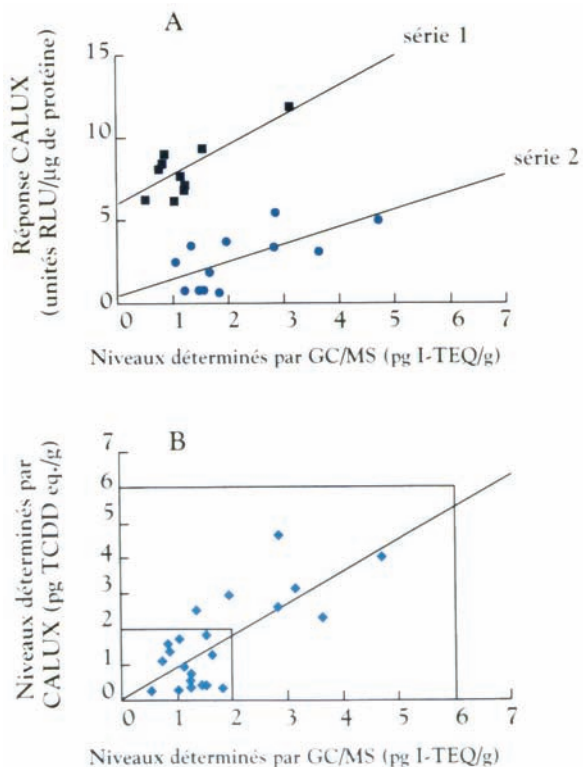 A
15
10
5
0
0 1 2 3 4 5 6 7
série 1
série 2
Réponse CALUX
(unités RLU/µg de protéine)
Niveaux déterminés par GC/MS (pg I-TEQ/g)
B
7
6
5
4
3
2
1
0
0 1 2 3 4 5 6 7
Niveaux déterminés par
CALUX (pg TCDD eq./g)
Niveaux déterminés par GC/MS (pg I-TEQ/g)